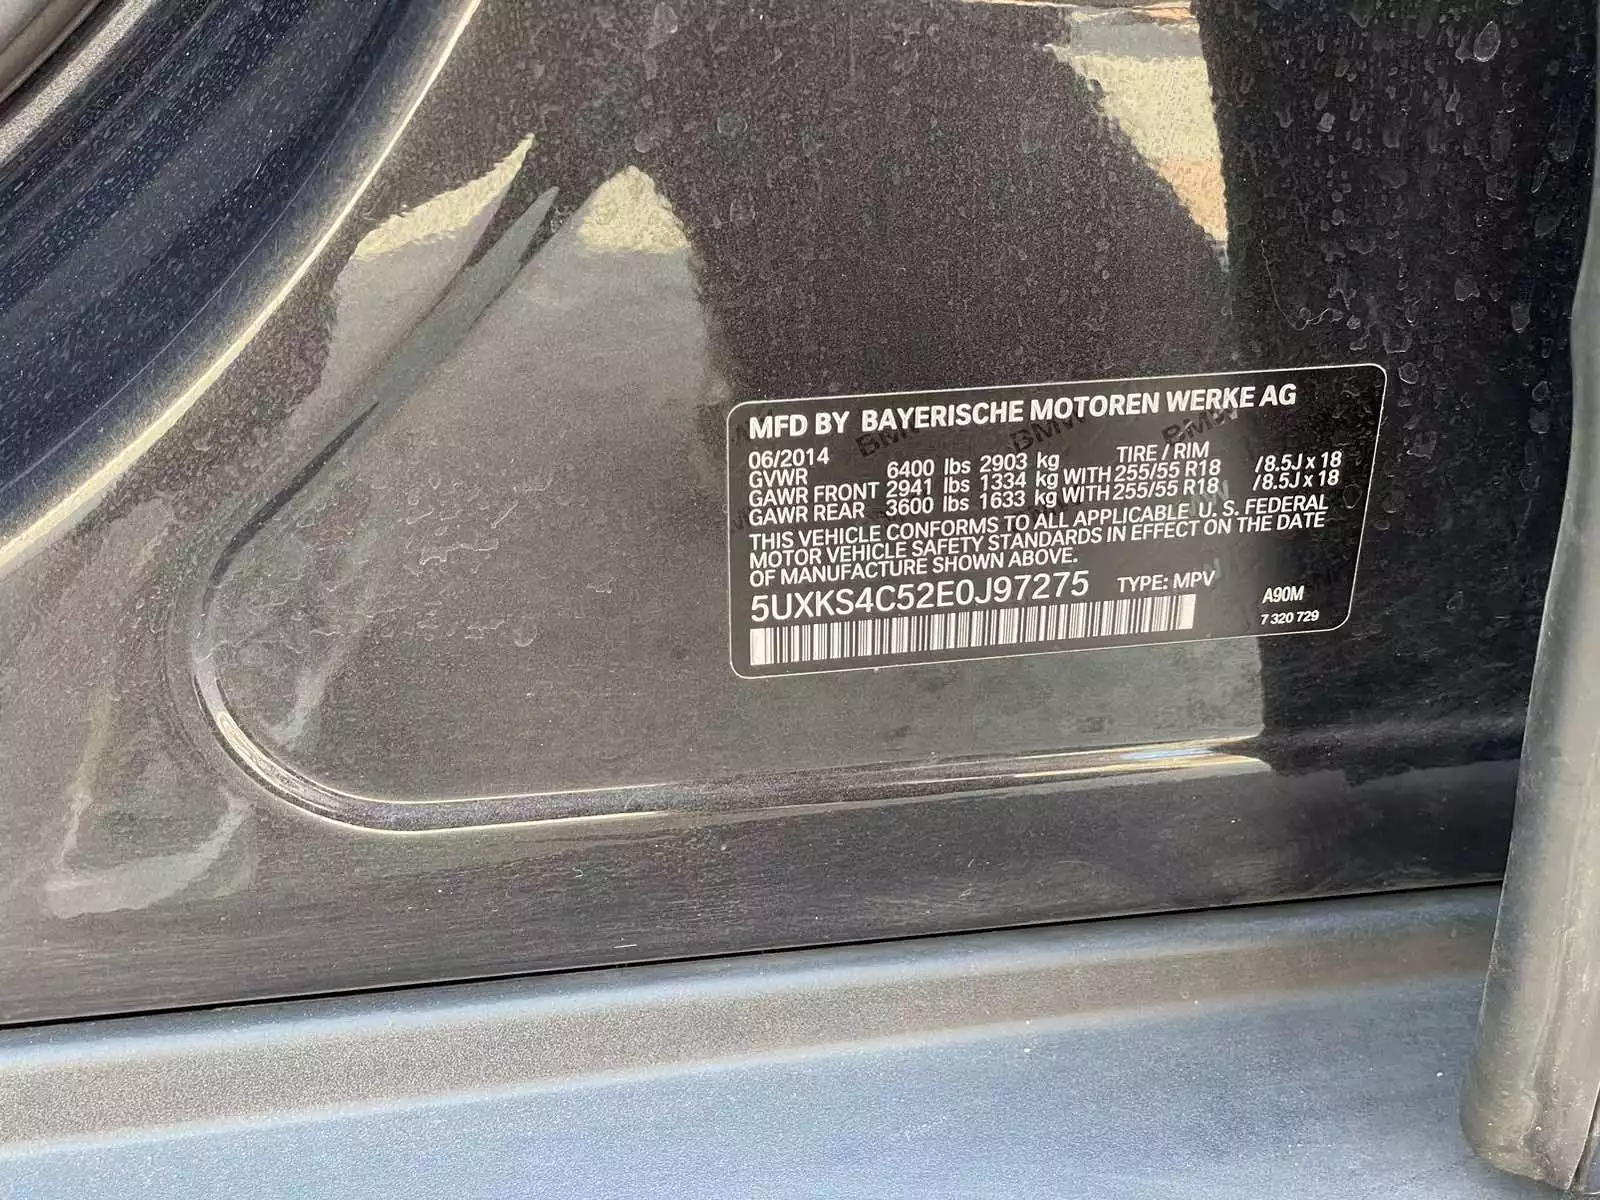 MFD BY BAYERISCHE MOTOREN WERKE AG
06/2014 TIRE / RIM
GVWR 6400 lbs 2903 kg
GAWR FRONT 2941 lbs 1334 kg WITH 255/55 R18 /8.5J x 18
GAWR REAR 3600 lbs 1633 kg WITH 255/55 R18 /8.5J x 18
THIS VEHICLE CONFORMS TO ALL APPLICABLE U. S. FEDERAL
MOTOR VEHICLE SAFETY STANDARDS IN EFFECT ON THE DATE
OF MANUFACTURE SHOWN ABOVE.
5UXKS4C52E0J97275 TYPE: MPV A90M
7 320 729